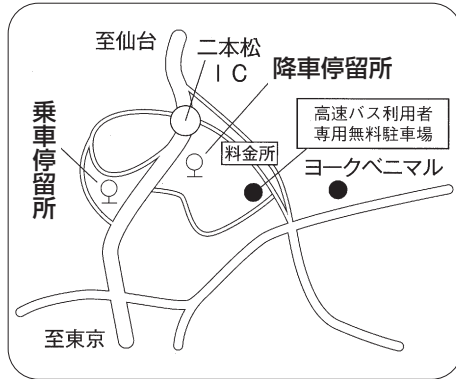 至仙台
二本松
IC
降車停留所
乗車停留所
高速バス利用者
専用無料駐車場
料金所
ヨークベニマル
至東京